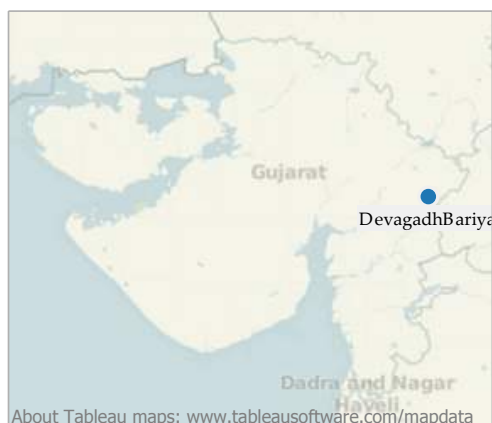 Gujarat
DevagadhBariya
Dadra and Nagar
Haveli
About Tableau maps: www.tableausoftware.com/mapdata